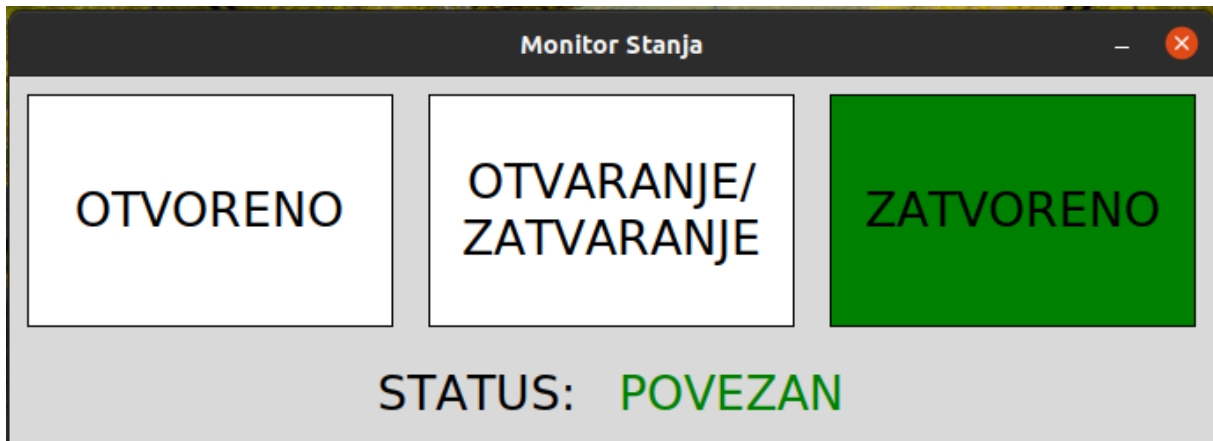 Monitor Stanja
OTVORENO
OTVARANJE/
ZATVARANJE
ZATVORENO
STATUS: POVEZAN